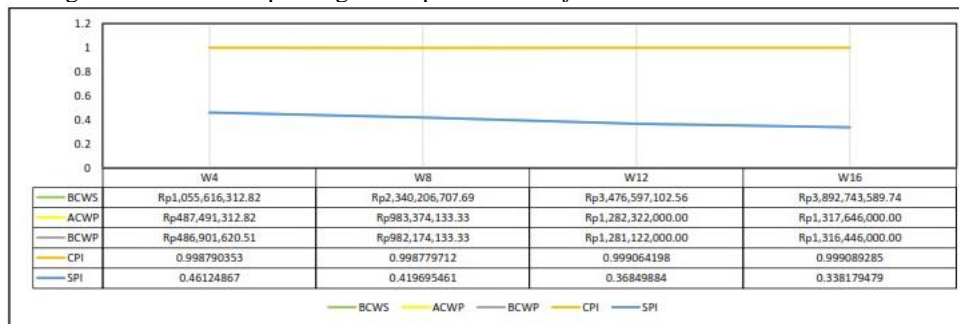 1.2
1
0.8
0.6
0.4
0.2
0
W4 W8 W12 W16
BCWS Rp1,055,616,312.82 Rp2,340,206,707.69 Rp3,476,597,102.56 Rp3,892,743,589.74
ACWP Rp487,491,312.82 Rp983,374,133.33 Rp1,282,322,000.00 Rp1,317,646,000.00
BCWP Rp486,901,620.51 Rp982,174,133.33 Rp1,281,122,000.00 Rp1,316,446,000.00
CPI 0.998790353 0.998779712 0.999064198 0.999089285
SPI 0.46124867 0.419695461 0.36849884 0.338179479
BCWS ACWP BCWP CPI SPI